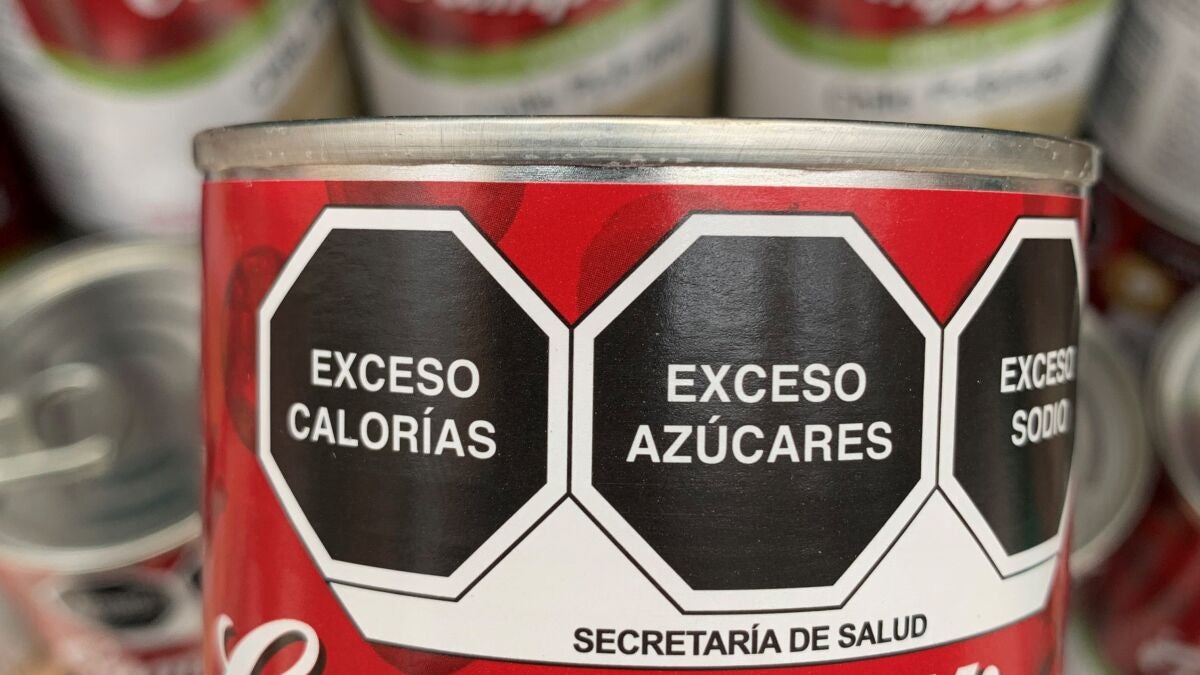 EXCESO
CALORÍAS
EXCESO
AZÚCARES
EXCESO
SODIO
SECRETARÍA DE SALUD